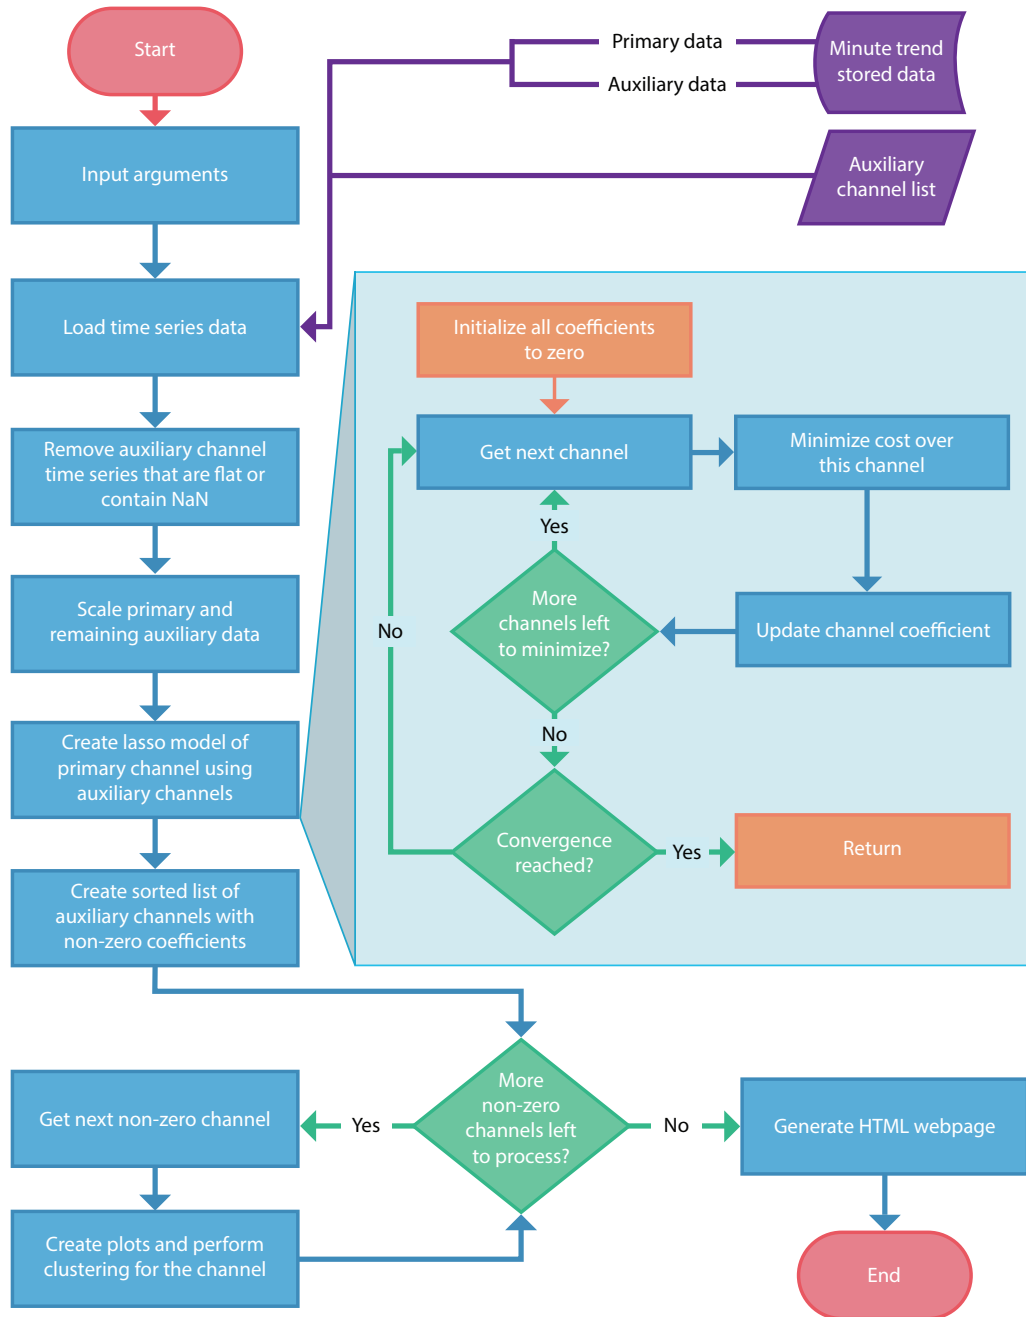 Start
Primary data
Auxiliary data
Minute trend
stored data
Input arguments
Auxiliary
channel list
Load time series data
Initialize all coefficients
to zero
Remove auxiliary channel
time series that are flat or
contain NaN
Get next channel
Minimize cost over
this channel
Yes
Scale primary and
remaining auxiliary data
No
More
channels left
to minimize?
Update channel coefficient
No
Create lasso model of
primary channel using
auxiliary channels
Convergence
reached?
Yes
Return
Create sorted list of
auxiliary channels with
non-zero coefficients
Get next non-zero channel
Yes
More
non-zero
channels left
to process?
No
Generate HTML webpage
Create plots and perform
clustering for the channel
End